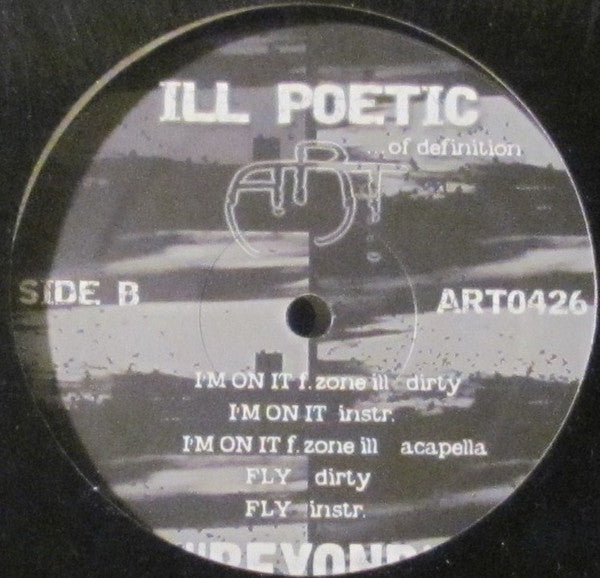 ILL POETIC
...of definition
ART
SIDE B
ART0426
I'M ON IT f. zone ill dirty
I'M ON IT instr.
I'M ON IT f. zone ill acapella
FLY dirty
FLY instr.
"BEYOND"